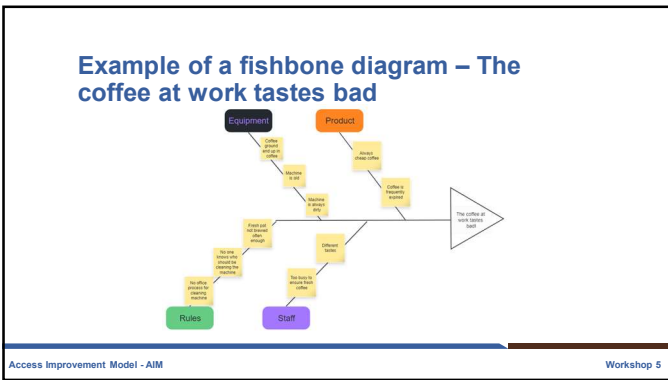 Example of a fishbone diagram – The
coffee at work tastes bad
Equipment
Product
Coffee
ground
end up in
coffee
Machine
is old
Machine
is always
dirty
Always
cheap coffee
Coffee is
frequently
expired
The coffee at
work tastes
bad!
Fresh pot
not brewed
often
enough
No one
knows who
should be
cleaning the
machine
No office
process for
cleaning
machine
Different
tastes
Too busy to
ensure fresh
coffee
Rules
Staff
Access Improvement Model - AIM
Workshop 5